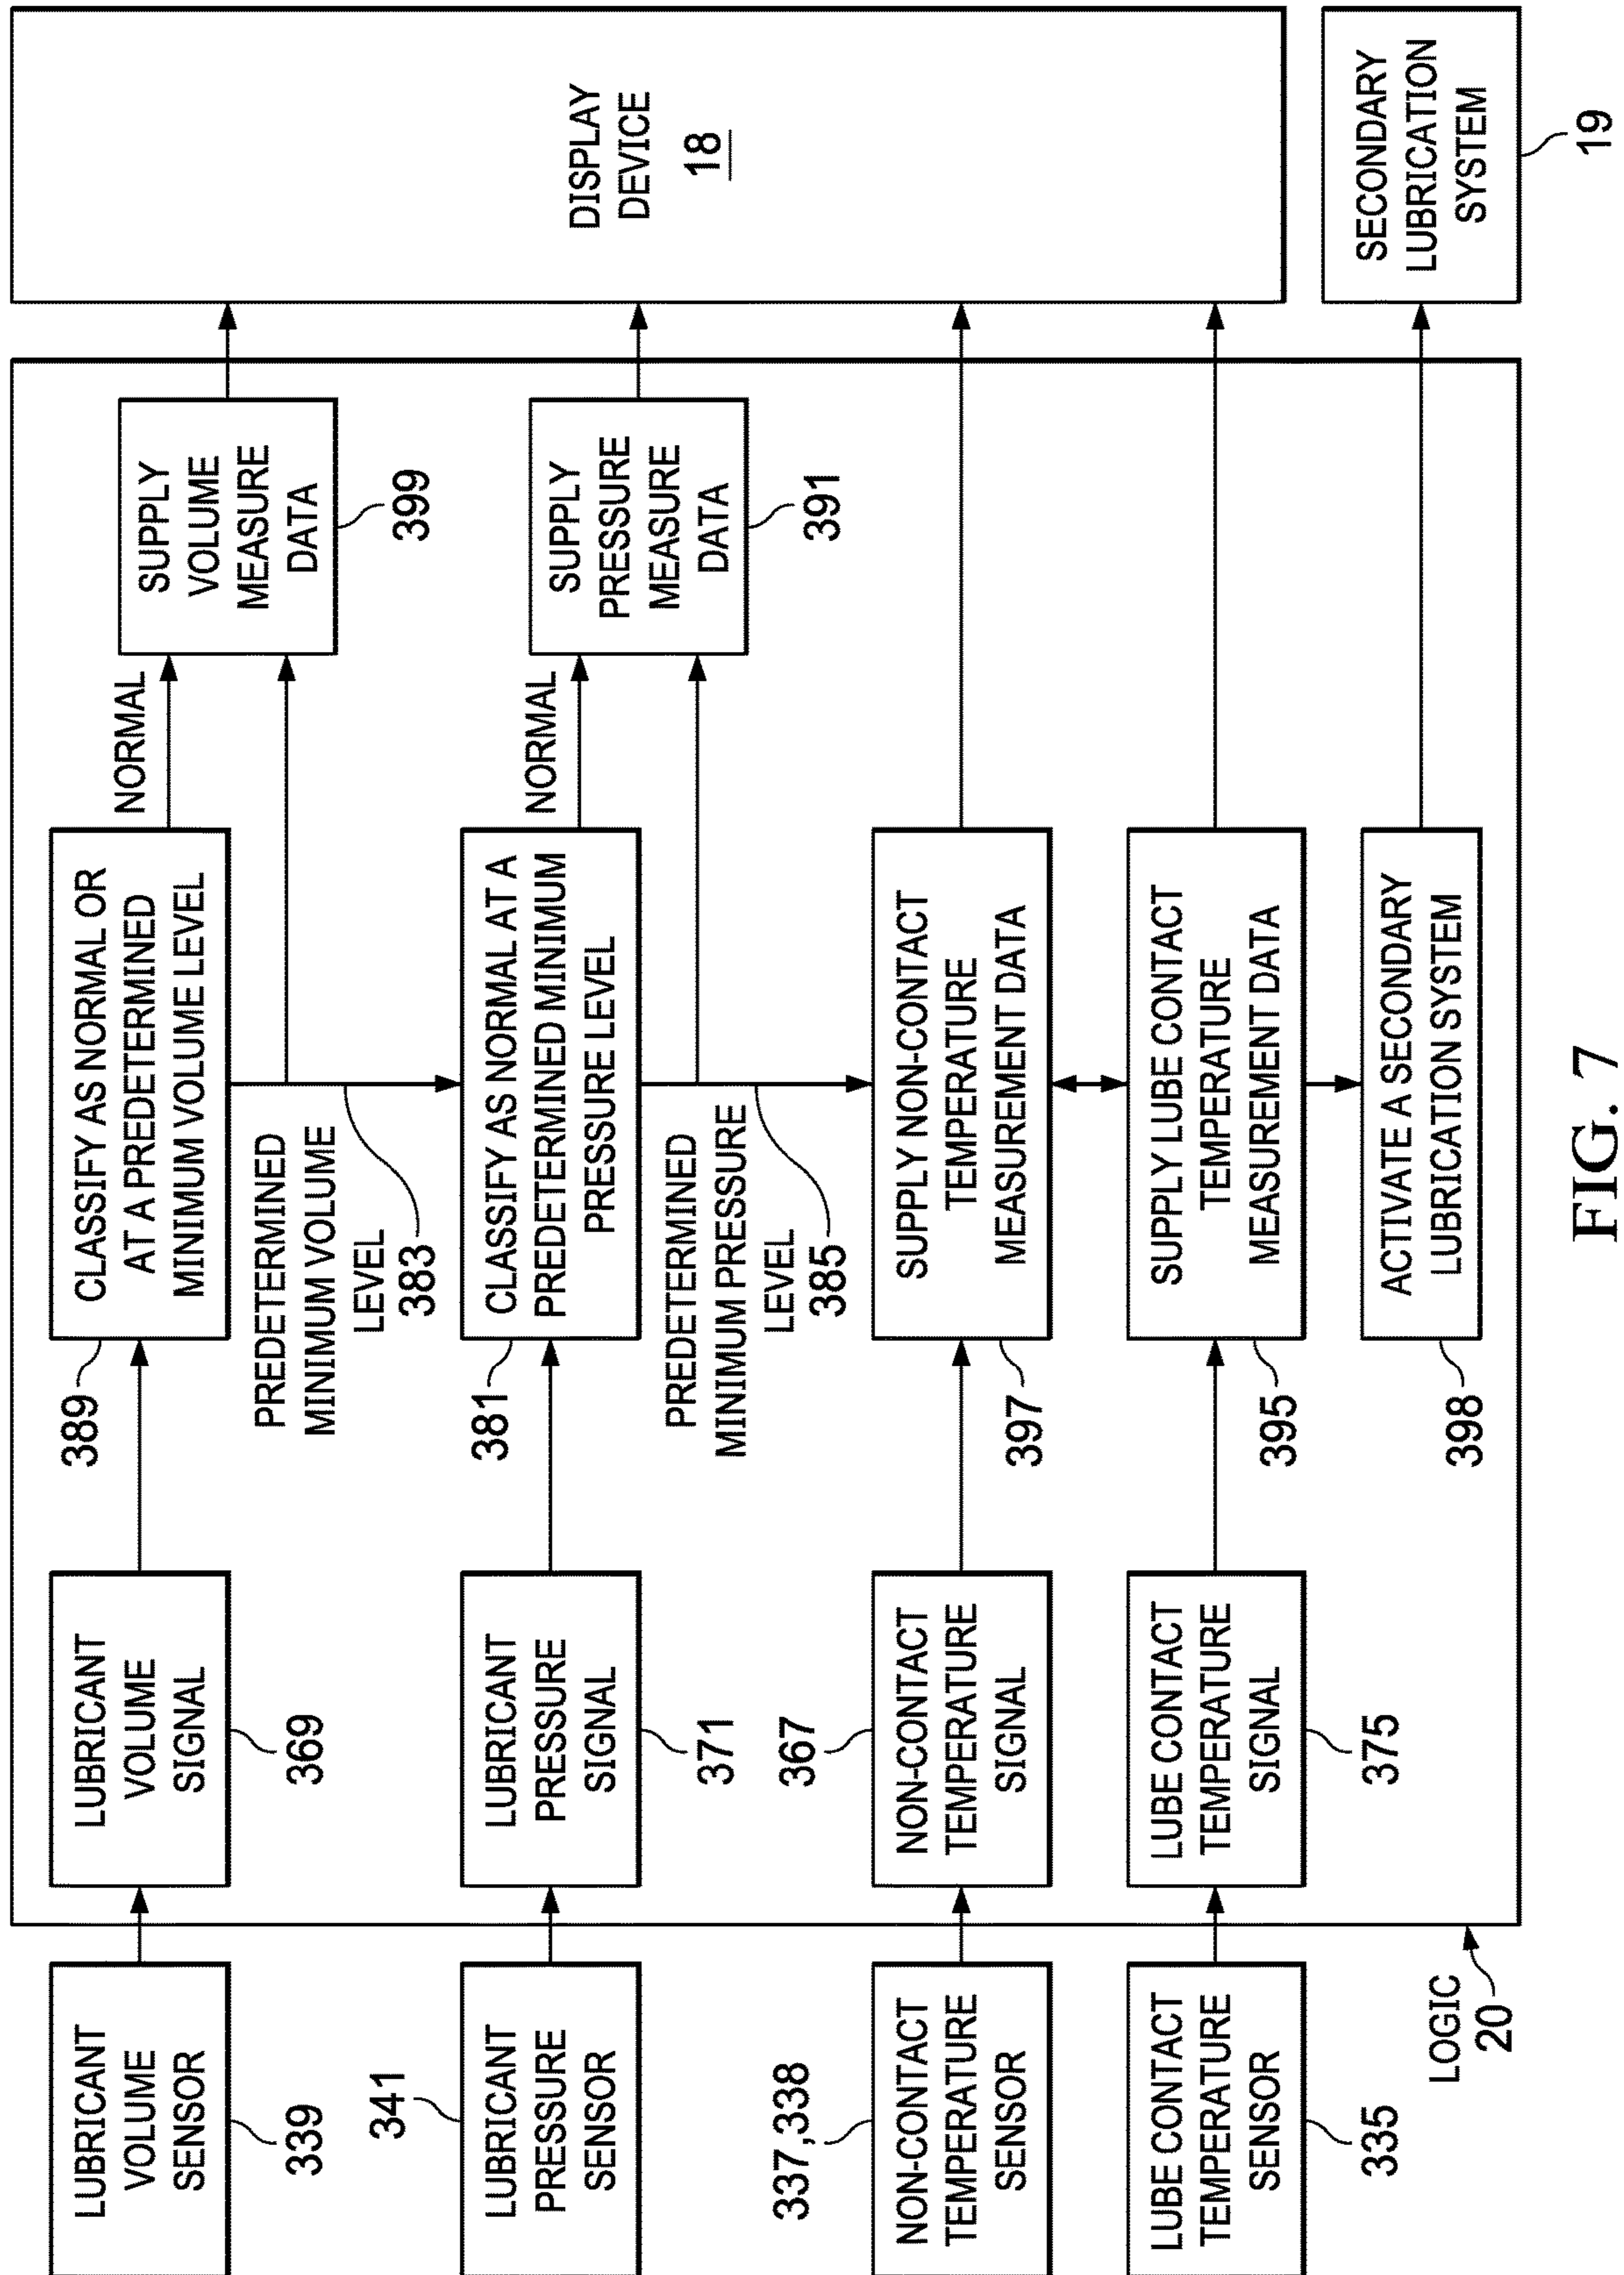 LUBRICANT
VOLUME
SENSOR
339
LUBRICANT
VOLUME
SIGNAL
369
CLASSIFY AS NORMAL OR
AT A PREDETERMINED
MINIMUM VOLUME LEVEL
389
NORMAL
SUPPLY
VOLUME
MEASURE
DATA
399
PREDETERMINED
MINIMUM VOLUME
LEVEL
383
341
LUBRICANT
PRESSURE
SENSOR
LUBRICANT
PRESSURE
SIGNAL
371
CLASSIFY AS NORMAL AT A
PREDETERMINED MINIMUM
PRESSURE LEVEL
381
NORMAL
SUPPLY
PRESSURE
MEASURE
DATA
391
PREDETERMINED
MINIMUM PRESSURE
LEVEL
385
337,338
NON-CONTACT
TEMPERATURE
SENSOR
367
NON-CONTACT
TEMPERATURE
SIGNAL
SUPPLY NON-CONTACT
TEMPERATURE
MEASUREMENT DATA
397
LUBE CONTACT
TEMPERATURE
SENSOR
335
LUBE CONTACT
TEMPERATURE
SIGNAL
375
SUPPLY LUBE CONTACT
TEMPERATURE
MEASUREMENT DATA
395
ACTIVATE A SECONDARY
LUBRICATION SYSTEM
398
DISPLAY
DEVICE
18
SECONDARY
LUBRICATION
SYSTEM
19
LOGIC
20
FIG. 7